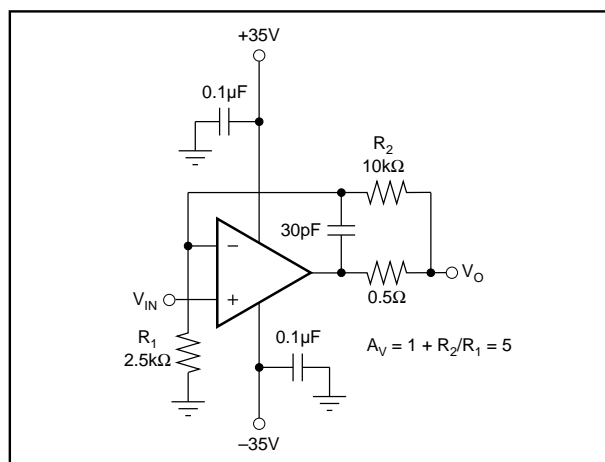 +35V
0.1µF
R2
10kΩ
30pF
−
+
VIN
VO
0.5Ω
R1
2.5kΩ
0.1µF
AV = 1 + R2/R1 = 5
–35V